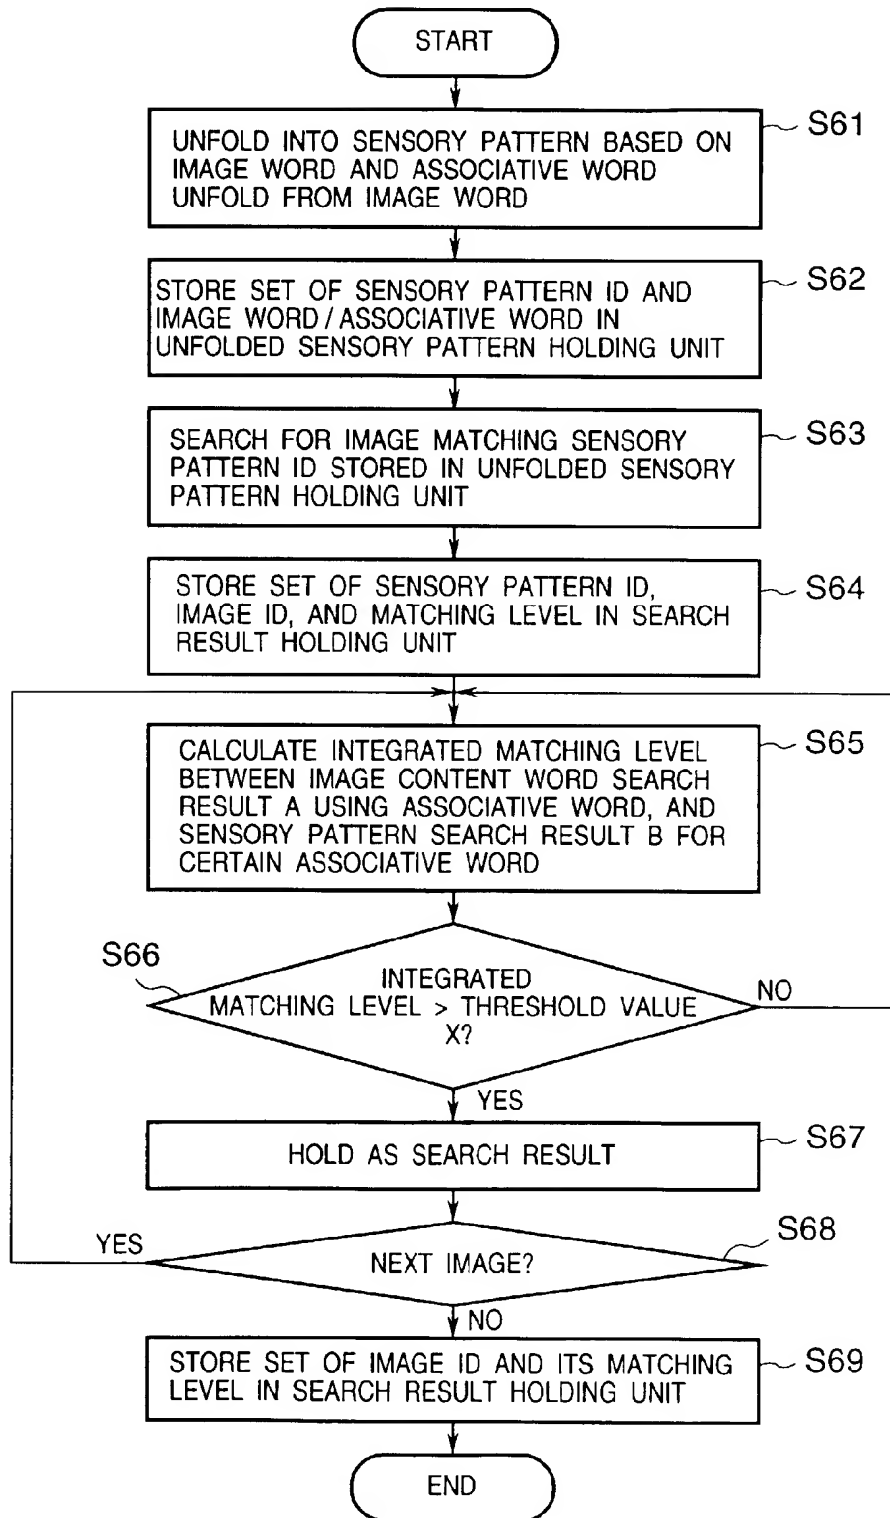 START
S61
UNFOLD INTO SENSORY PATTERN BASED ON
IMAGE WORD AND ASSOCIATIVE WORD
UNFOLD FROM IMAGE WORD
S62
STORE SET OF SENSORY PATTERN ID AND
IMAGE WORD / ASSOCIATIVE WORD IN
UNFOLDED SENSORY PATTERN HOLDING UNIT
S63
SEARCH FOR IMAGE MATCHING SENSORY
PATTERN ID STORED IN UNFOLDED SENSORY
PATTERN HOLDING UNIT
S64
STORE SET OF SENSORY PATTERN ID,
IMAGE ID, AND MATCHING LEVEL IN SEARCH
RESULT HOLDING UNIT
S65
CALCULATE INTEGRATED MATCHING LEVEL
BETWEEN IMAGE CONTENT WORD SEARCH
RESULT A USING ASSOCIATIVE WORD, AND
SENSORY PATTERN SEARCH RESULT B FOR
CERTAIN ASSOCIATIVE WORD
S66
INTEGRATED
MATCHING LEVEL > THRESHOLD VALUE
X?
NO
YES
S67
HOLD AS SEARCH RESULT
S68
YES
NEXT IMAGE?
NO
S69
STORE SET OF IMAGE ID AND ITS MATCHING
LEVEL IN SEARCH RESULT HOLDING UNIT
END